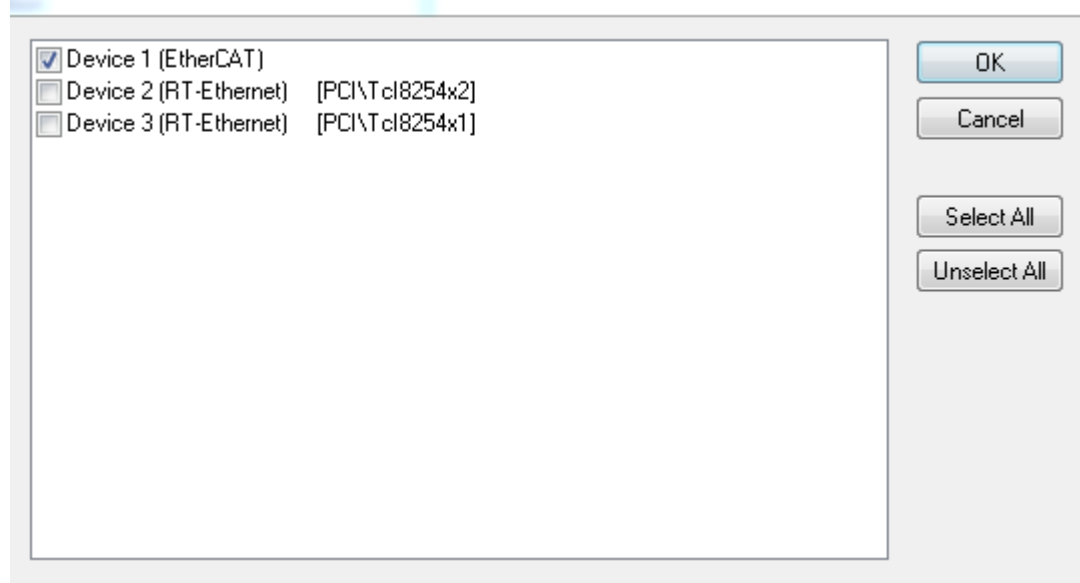 Device 1 (EtherCAT)
Device 2 (RT-Ethernet) [PCI\TcI8254x2]
Device 3 (RT-Ethernet) [PCI\TcI8254x1]
OK
Cancel
Select All
Unselect All